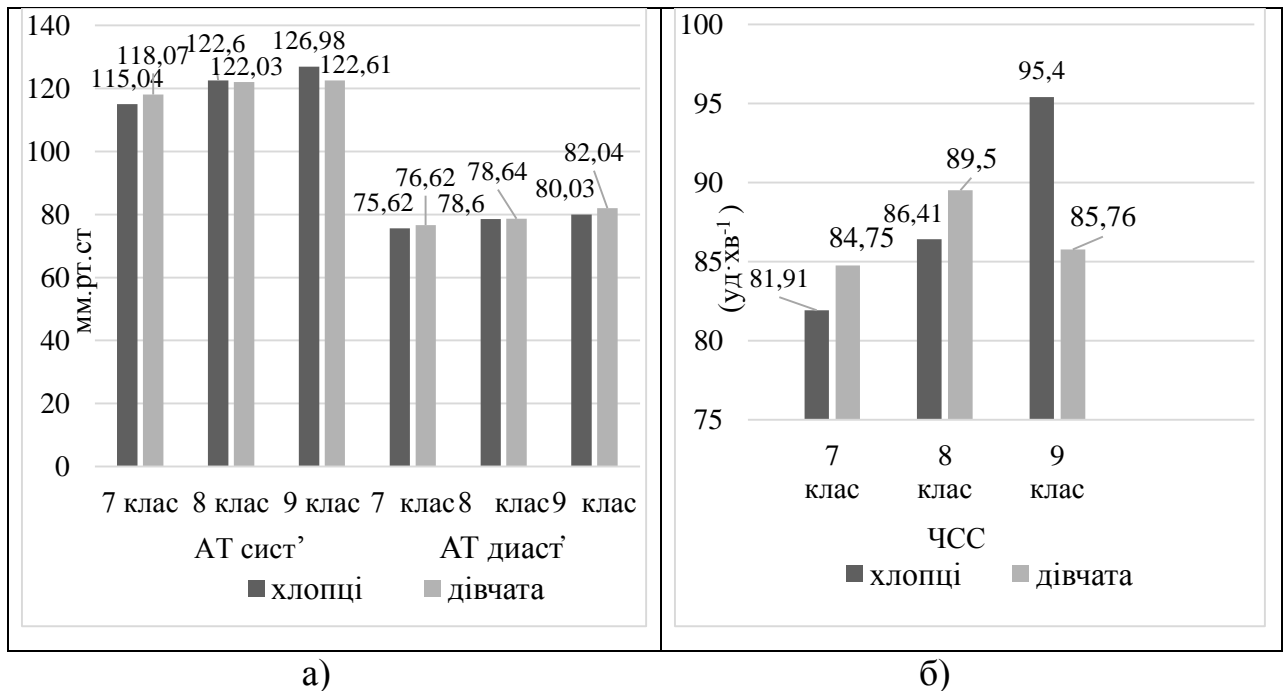 140
120
100
80
60
40
20
0
мм.рт.ст
115,04
118,07
122,6
122,03
126,98
122,61
75,62
76,62
78,6
78,64
80,03
82,04
7 клас 8 клас 9 клас 7 клас 8 клас 9 клас
АТ сист’ АТ диаст’
хлопці дівчата
а)
100
95
90
85
80
75
(уд·хв⁻¹)
81,91
84,75
86,41
89,5
95,4
85,76
7 8 9
клас клас клас
ЧСС
хлопці дівчата
б)